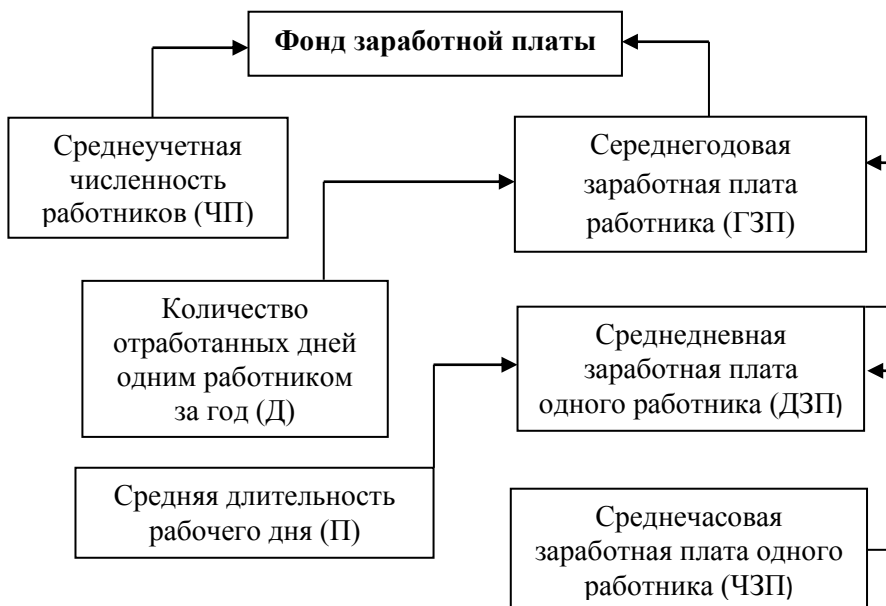 Фонд заработной платы
Среднеучетная
численность
работников (ЧП)
Середнегодовая
заработная плата
работника (ГЗП)
Количество
отработанных дней
одним работником
за год (Д)
Среднедневная
заработная плата
одного работника (ДЗП)
Средняя длительность
рабочего дня (П)
Среднечасовая
заработная плата одного
работника (ЧЗП)